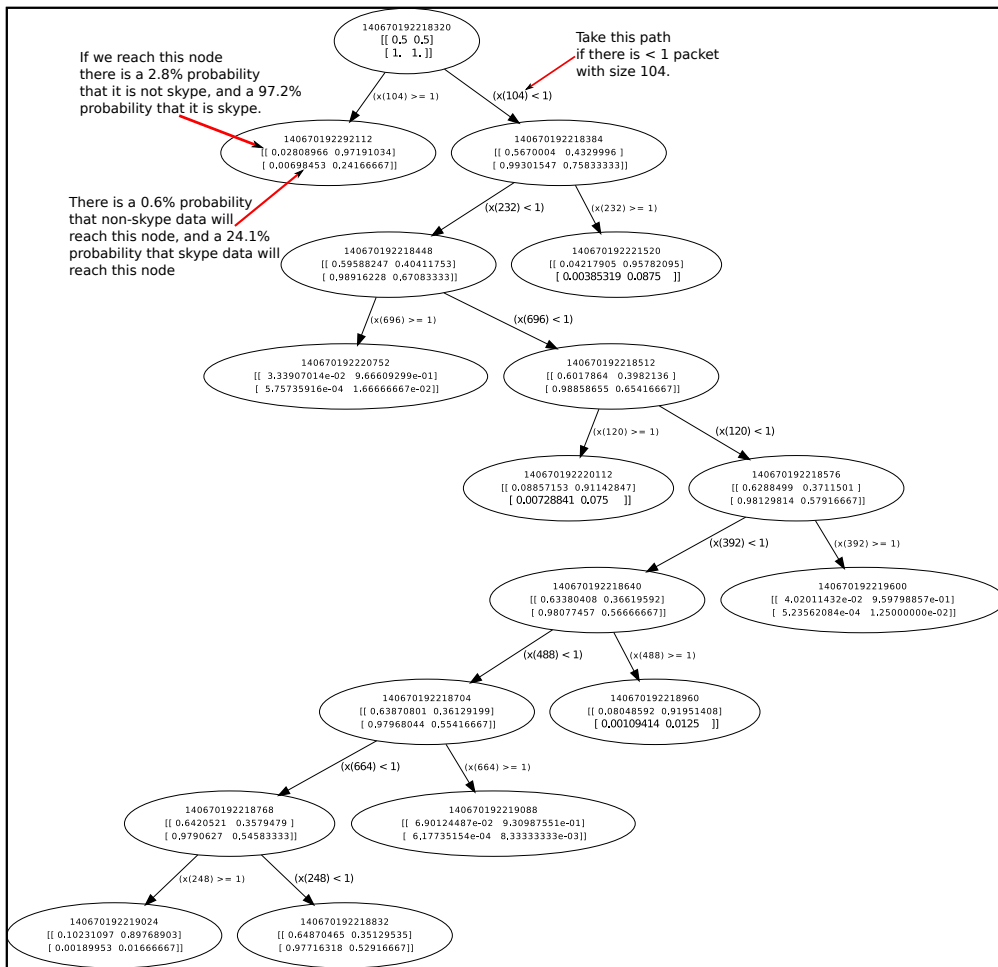 140670192218320
[[ 0.5 0.5]
[ 1. 1. ]]
If we reach this node
there is a 2.8% probability
that it is not skype, and a 97.2%
probability that it is skype.
Take this path
if there is < 1 packet
with size 104.
(x(104) >= 1)
(x(104) < 1)
140670192292112
[[ 0.02808966 0.97191034]
[ 0.00698453 0.24166667]]
140670192218384
[[ 0.5670004 0.4329996 ]
[ 0.99301547 0.75833333]]
There is a 0.6% probability
that non-skype data will
reach this node, and a 24.1%
probability that skype data will
reach this node
(x(232) < 1)
(x(232) >= 1)
140670192218448
[[ 0.59588247 0.40411753]
[ 0.98916228 0.67083333]]
140670192221520
[[ 0.04217905 0.95782095]
[ 0.00385319 0.0875 ]]
(x(696) >= 1)
(x(696) < 1)
140670192220752
[[ 3.33907014e-02 9.66609299e-01]
[ 5.75735916e-04 1.66666667e-02]]
140670192218512
[[ 0.6017864 0.3982136 ]
[ 0.98858655 0.65416667]]
(x(120) >= 1)
(x(120) < 1)
140670192220112
[[ 0.08857153 0.91142847]
[ 0.00728841 0.075 ]]
140670192218576
[[ 0.6288499 0.3711501 ]
[ 0.98129814 0.57916667]]
(x(392) < 1)
(x(392) >= 1)
140670192218640
[[ 0.63380408 0.36619592]
[ 0.98077457 0.56666667]]
140670192219600
[[ 4.02011432e-02 9.59798857e-01]
[ 5.23562084e-04 1.25000000e-02]]
(x(488) < 1)
(x(488) >= 1)
140670192218704
[[ 0.63870801 0.36129199]
[ 0.97968044 0.55416667]]
140670192218960
[[ 0.08048592 0.91951408]
[ 0.00109414 0.0125 ]]
(x(664) < 1)
(x(664) >= 1)
140670192218768
[[ 0.6420521 0.3579479 ]
[ 0.9790627 0.54583333]]
140670192219088
[[ 6.90124487e-02 9.30987551e-01]
[ 6.17735154e-04 8.33333333e-03]]
(x(248) >= 1)
(x(248) < 1)
140670192219024
[[ 0.10231097 0.89768903]
[ 0.00189953 0.01666667]]
140670192218832
[[ 0.64870465 0.35129535]
[ 0.97716318 0.52916667]]